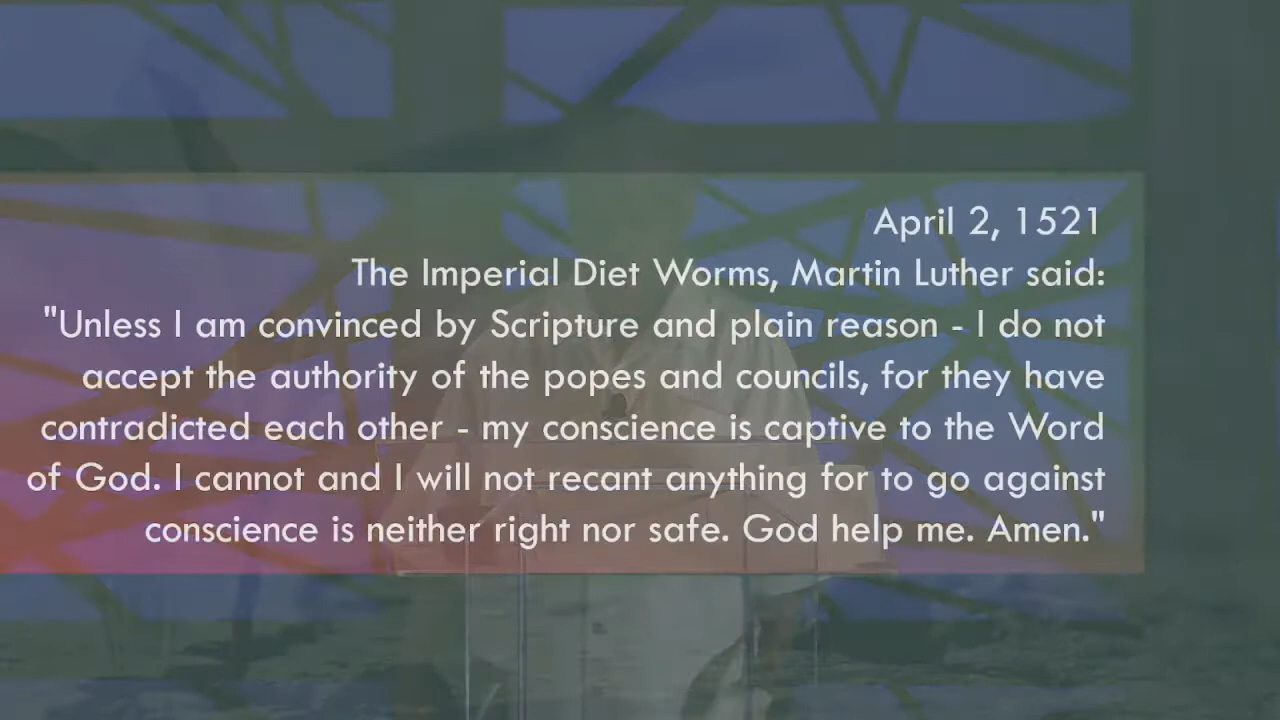 April 2, 1521
The Imperial Diet Worms, Martin Luther said:
"Unless I am convinced by Scripture and plain reason - I do not
accept the authority of the popes and councils, for they have
contradicted each other - my conscience is captive to the Word
of God. I cannot and I will not recant anything for to go against
conscience is neither right nor safe. God help me. Amen."